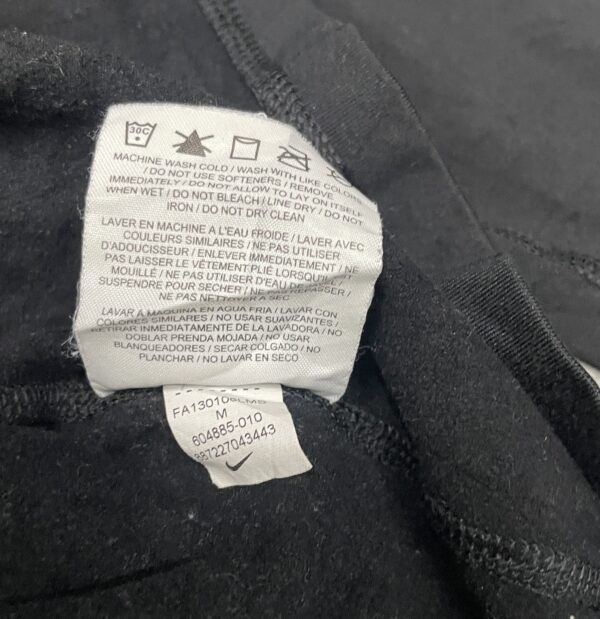 30C
MACHINE WASH COLD / WASH WITH LIKE COLORS
/ DO NOT USE SOFTENERS / REMOVE
IMMEDIATELY / DO NOT ALLOW TO LAY ON ITSELF
WHEN WET / DO NOT BLEACH / LINE DRY / DO NOT
IRON / DO NOT DRY CLEAN
LAVER EN MACHINE A L'EAU FROIDE / LAVER AVEC
COULEURS SIMILAIRES / NE PAS UTILISER
D'ADOUCISSEUR / ENLEVER IMMEDIATEMENT / NE
PAS LAISSER LE VÊTEMENT PLIÉ LORSQU'IL
MOUILLÉ / NE PAS UTILISER D'EAU DE
SUSPENDRE POUR SÉCHER / NE PAS REPASSER /
NE PAS NETTOYER A SEC
LAVAR A MAQUINA EN AGUA FRIA / LAVAR CON
COLORES SIMILARES / NO USAR SUAVIZANTES /
RETIRAR INMEDIATAMENTE DE LA LAVADORA / NO
DOBLAR PRENDA MOJADA / NO USAR
BLANQUEADORES / SECAR COLGADO / NO
PLANCHAR / NO LAVAR EN SECO
M
604885-010
887227043443